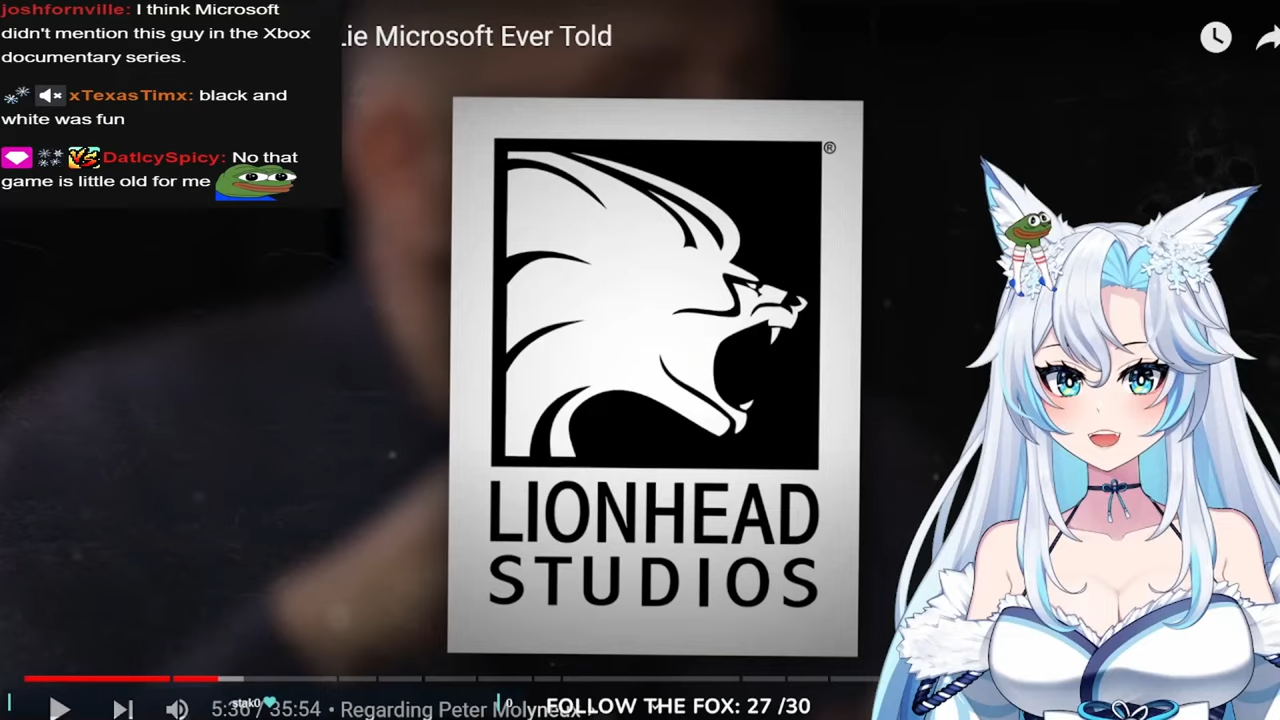 joshfornville: I think Microsoft
didn't mention this guy in the Xbox
documentary series.
xTexasTimx: black and
white was fun
DatIcySpicy: No that
game is little old for me
Lie Microsoft Ever Told
®
LIONHEAD
STUDIOS
stak0
5:36 / 35:54 • Regarding Peter Molyneux
FOLLOW THE FOX: 27 /30